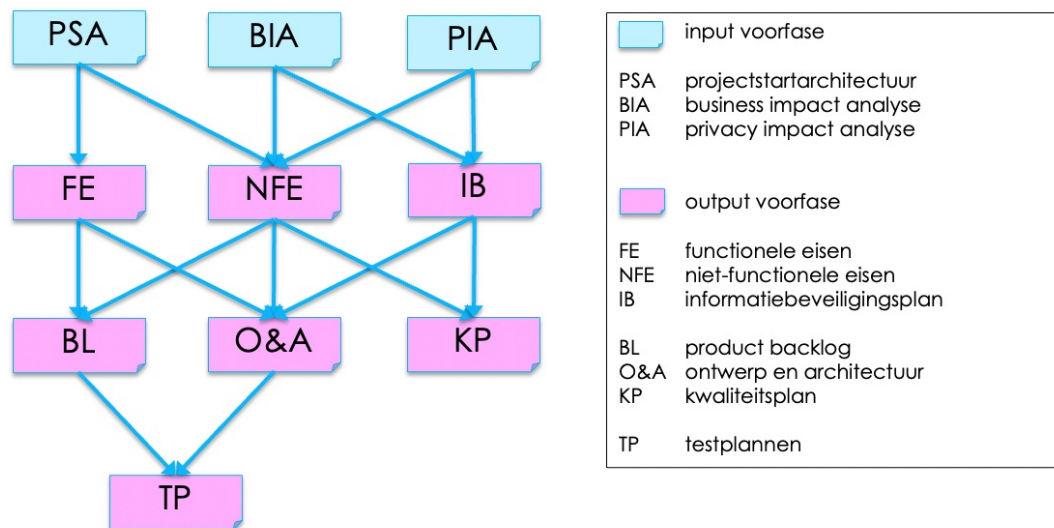 PSA
BIA
PIA
FE
NFE
IB
BL
O&A
KP
TP
input voorfase
PSA projectstartarchitectuur
BIA business impact analyse
PIA privacy impact analyse
output voorfase
FE functionele eisen
NFE niet-functionele eisen
IB informatiebeveiligingsplan
BL product backlog
O&A ontwerp en architectuur
KP kwaliteitsplan
TP testplannen